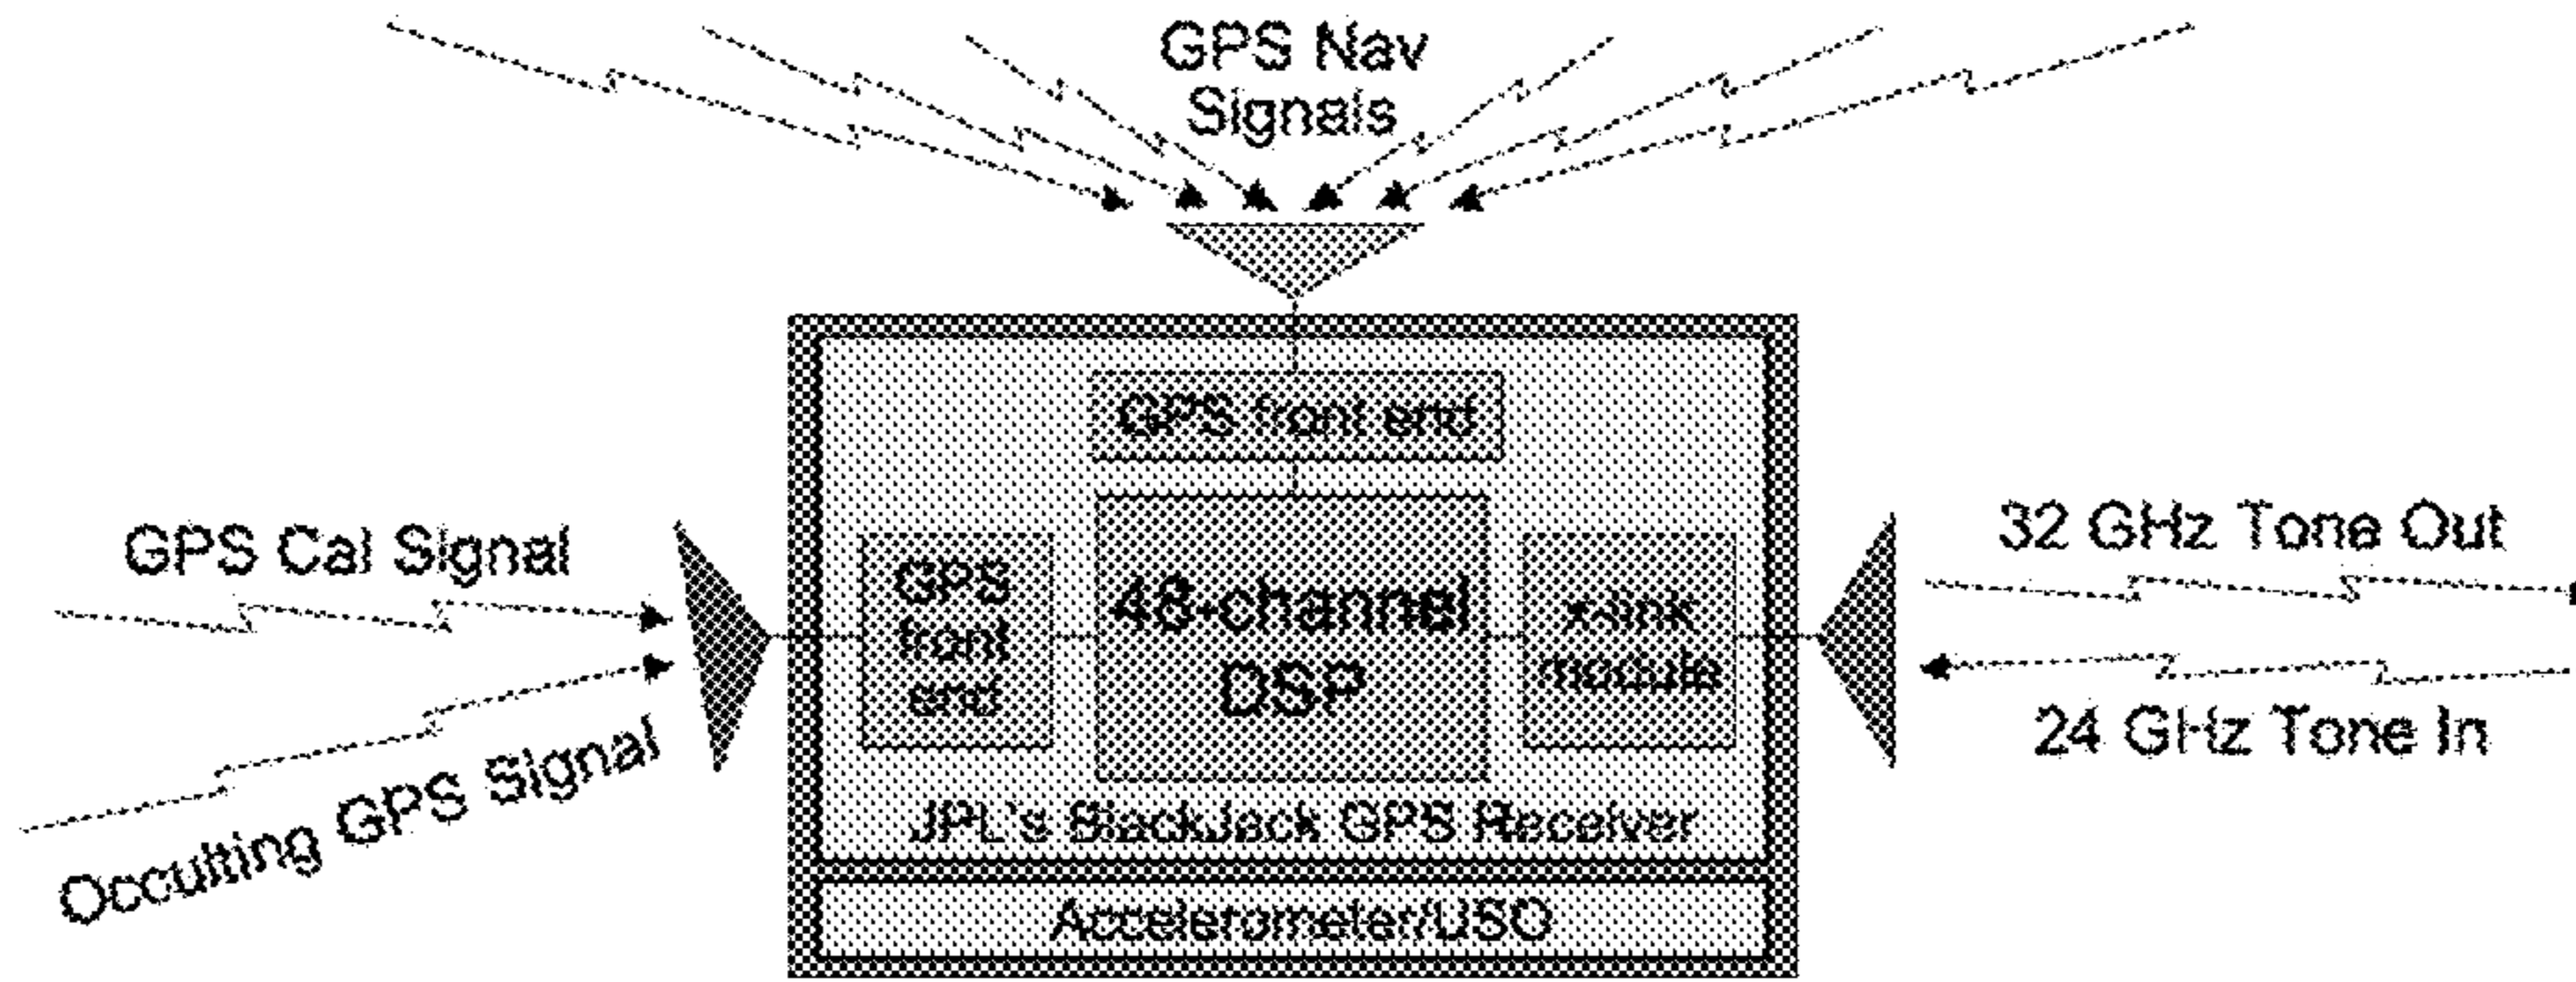 GPS Nav
Signals
GPS front end
GPS Cal Signal
Occulting GPS Signal
GPS
front
end
48-channel
DSP
x-link
module
32 GHz Tone Out
24 GHz Tone In
JPL's BlackJack GPS Receiver
Accelerometer/USO